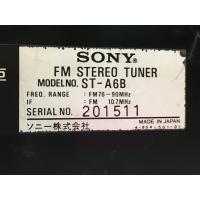 SONY
FM STEREO TUNER
MODEL NO. ST-A6B
FREQ. RANGE : FM 76-90MHz
IF : FM 10.7MHz
SERIAL NO. 201511
ソニー株式会社
MADE IN JAPAN